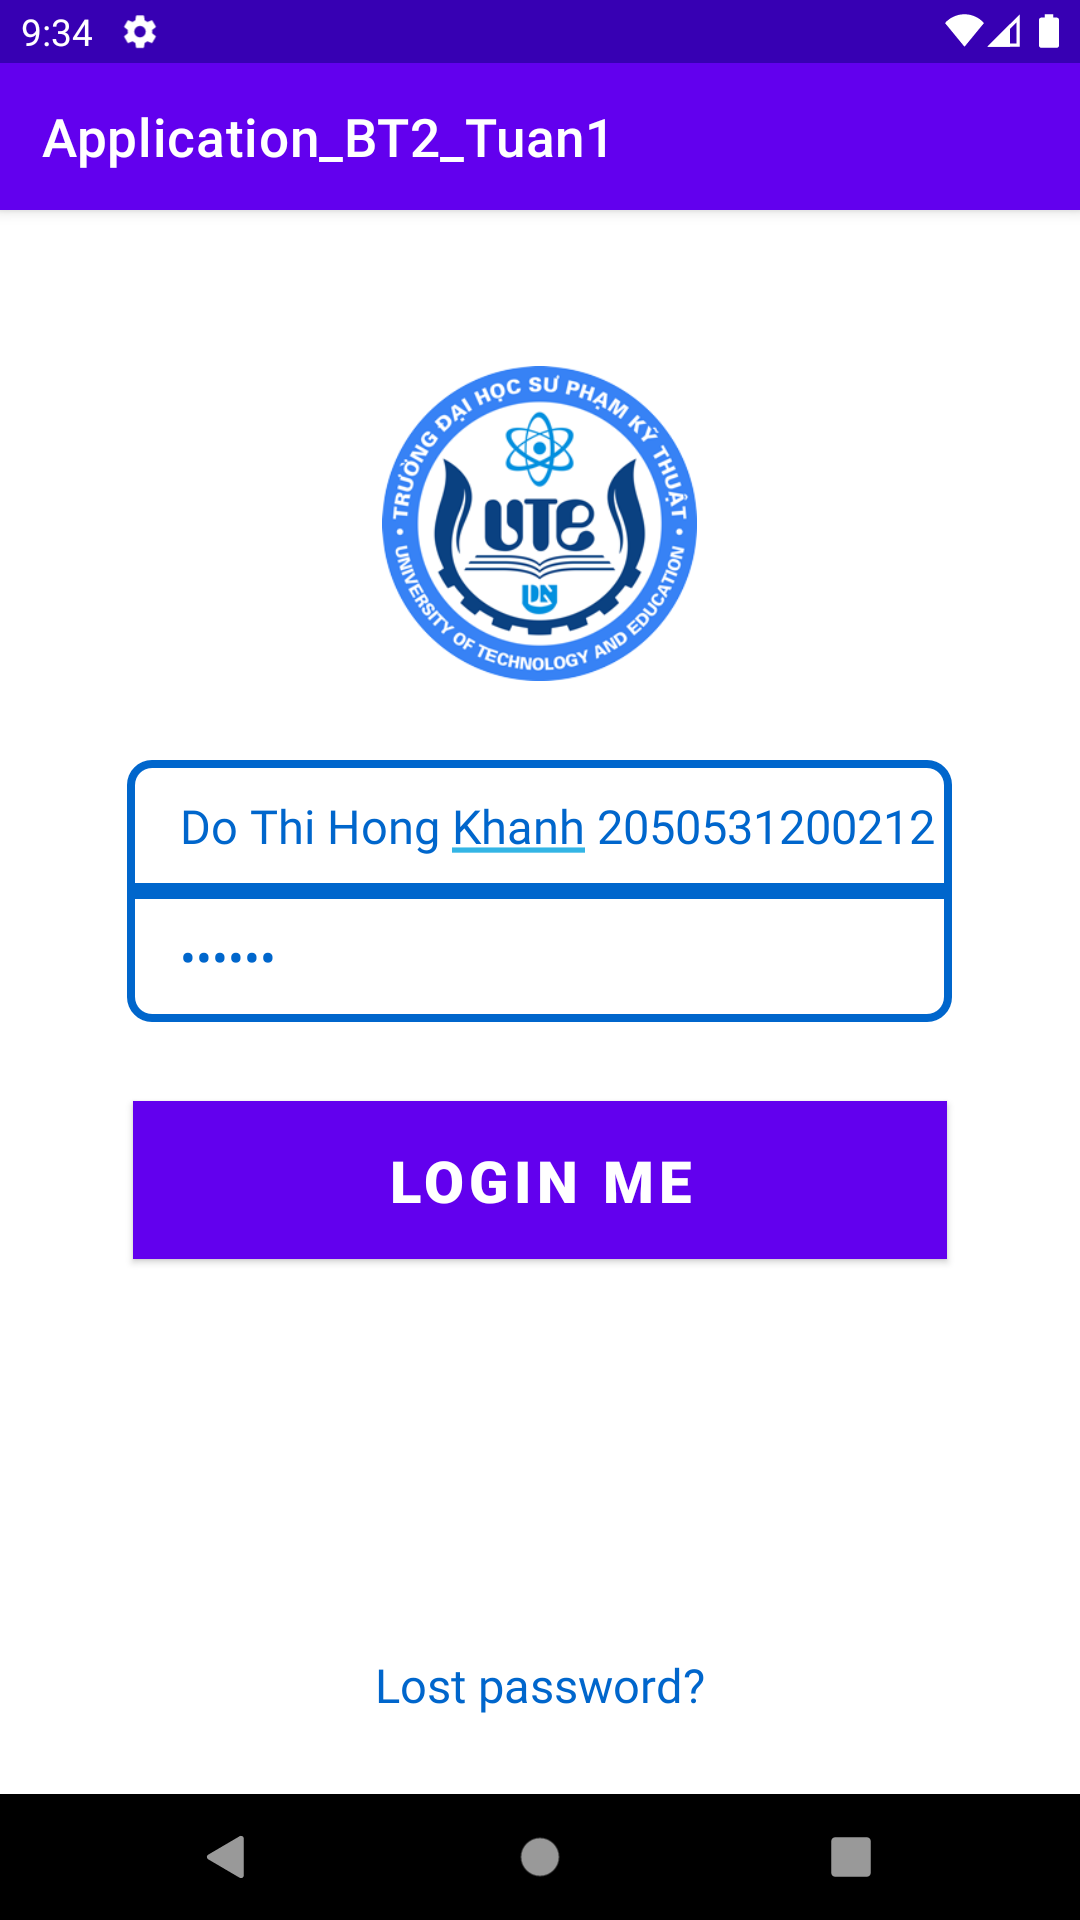 9:34
Application_BT2_Tuan1
TRƯỜNG ĐẠI HỌC SƯ PHẠM KỸ THUẬT
UTE
UDN
UNIVERSITY OF TECHNOLOGY AND EDUCATION
Do Thi Hong Khanh 2050531200212
••••••
LOGIN ME
Lost password?